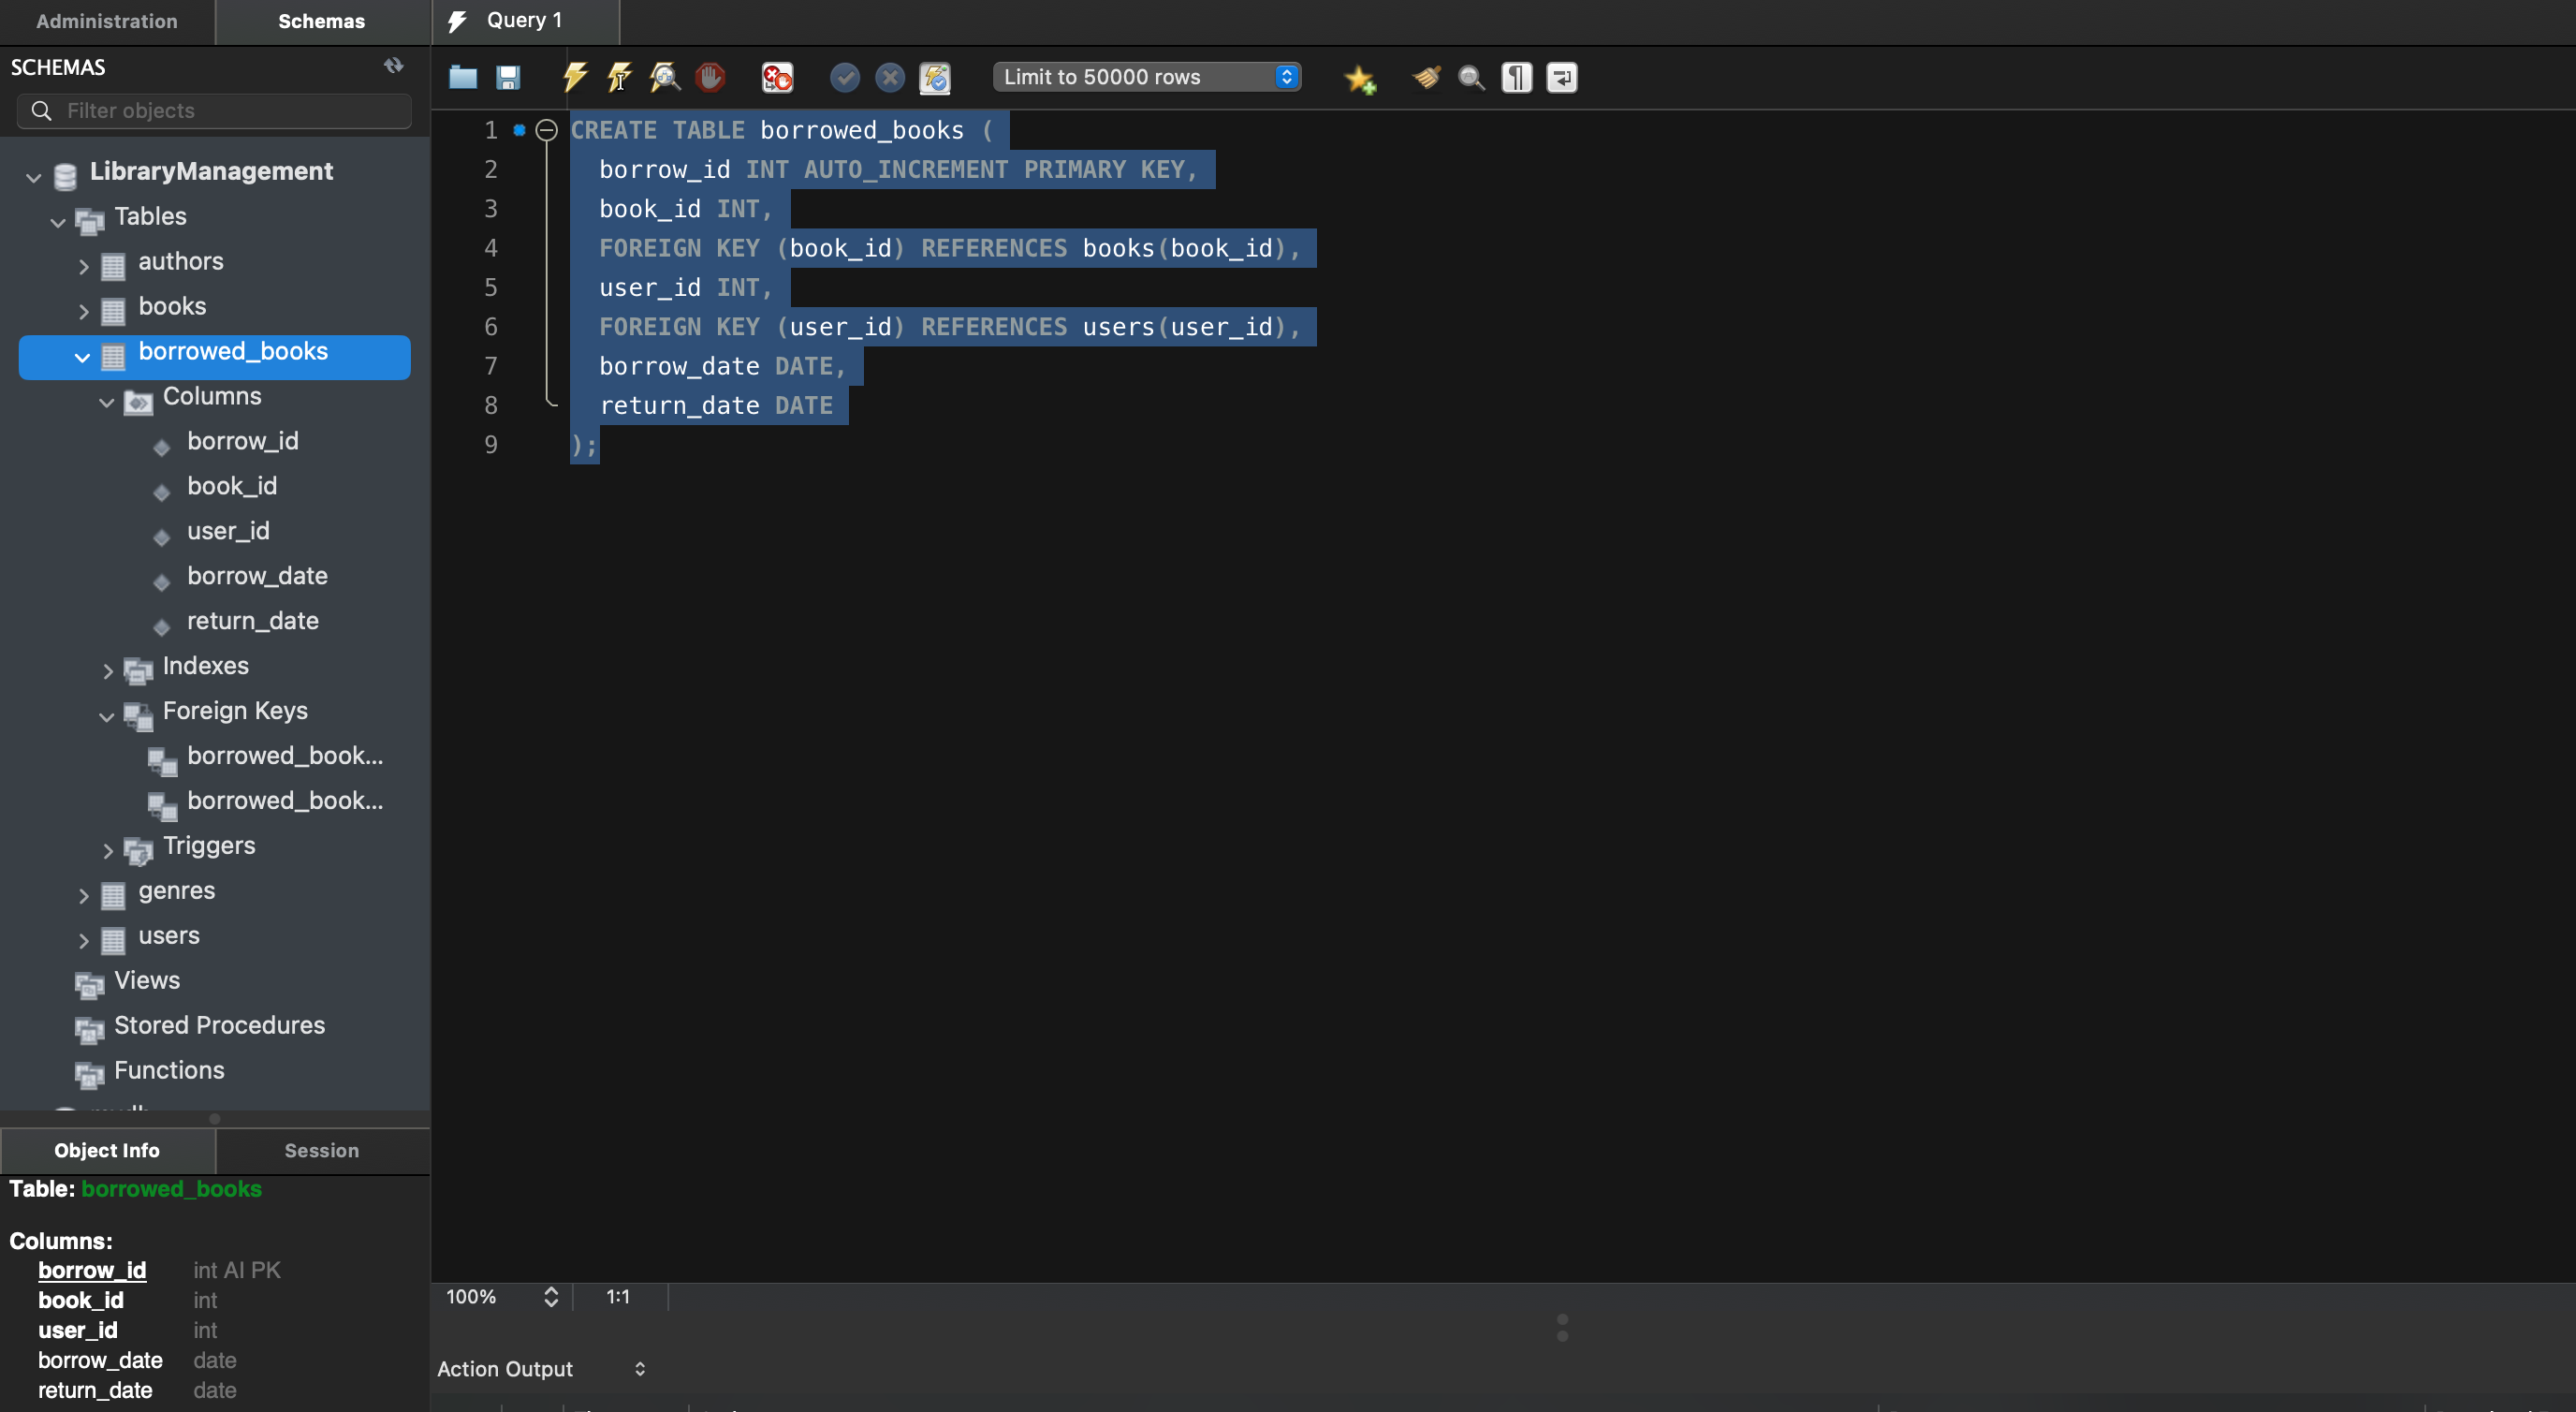 Administration
Schemas
Query 1
SCHEMAS
Filter objects
Limit to 50000 rows
LibraryManagement
Tables
authors
books
borrowed_books
Columns
borrow_id
book_id
user_id
borrow_date
return_date
Indexes
Foreign Keys
borrowed_book...
borrowed_book...
Triggers
genres
users
Views
Stored Procedures
Functions
1 CREATE TABLE borrowed_books (
2 borrow_id INT AUTO_INCREMENT PRIMARY KEY,
3 book_id INT,
4 FOREIGN KEY (book_id) REFERENCES books(book_id),
5 user_id INT,
6 FOREIGN KEY (user_id) REFERENCES users(user_id),
7 borrow_date DATE,
8 return_date DATE
9 );
Object Info
Session
Table: borrowed_books
Columns:
borrow_id int AI PK
book_id int
user_id int
borrow_date date
return_date date
100%
1:1
Action Output